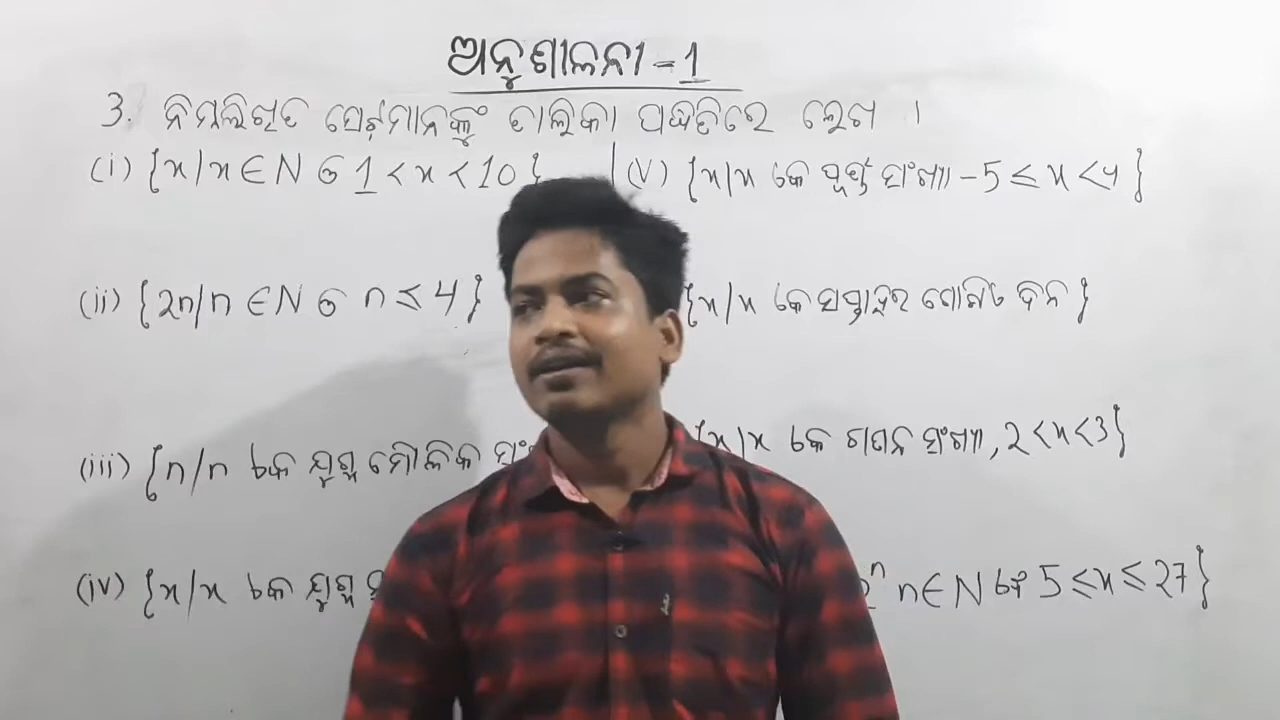 ଅନୁଶୀଳନୀ - 1
3. ନିମ୍ନଲିଖିତ ସେଟ୍‌ମାନଙ୍କୁ ତାଲିକା ପଦ୍ଧତିରେ ଲେଖ ।
(i) {x/x ∈ N ଓ 1 < x < 10}
(ii) {2n/n ∈ N ଓ n ≤ 4}
(iii) {n/n ଏକ ଯୁଗ୍ମ ମୌଳିକ
(iv) {x/x ଏକ ଯୁଗ୍ମ
(V) {x/x ଏକ ପୂର୍ଣ୍ଣ ସଂଖ୍ୟା -5 ≤ x < 4}
{x/x ଏକ ସପ୍ତାହର ଗୋଟିଏ ଦିନ}
{x/x ଏକ ଗଣନ ସଂଖ୍ୟା, 2 < x < 3}
2ⁿ n ∈ N ଏବଂ 5 ≤ x ≤ 27}